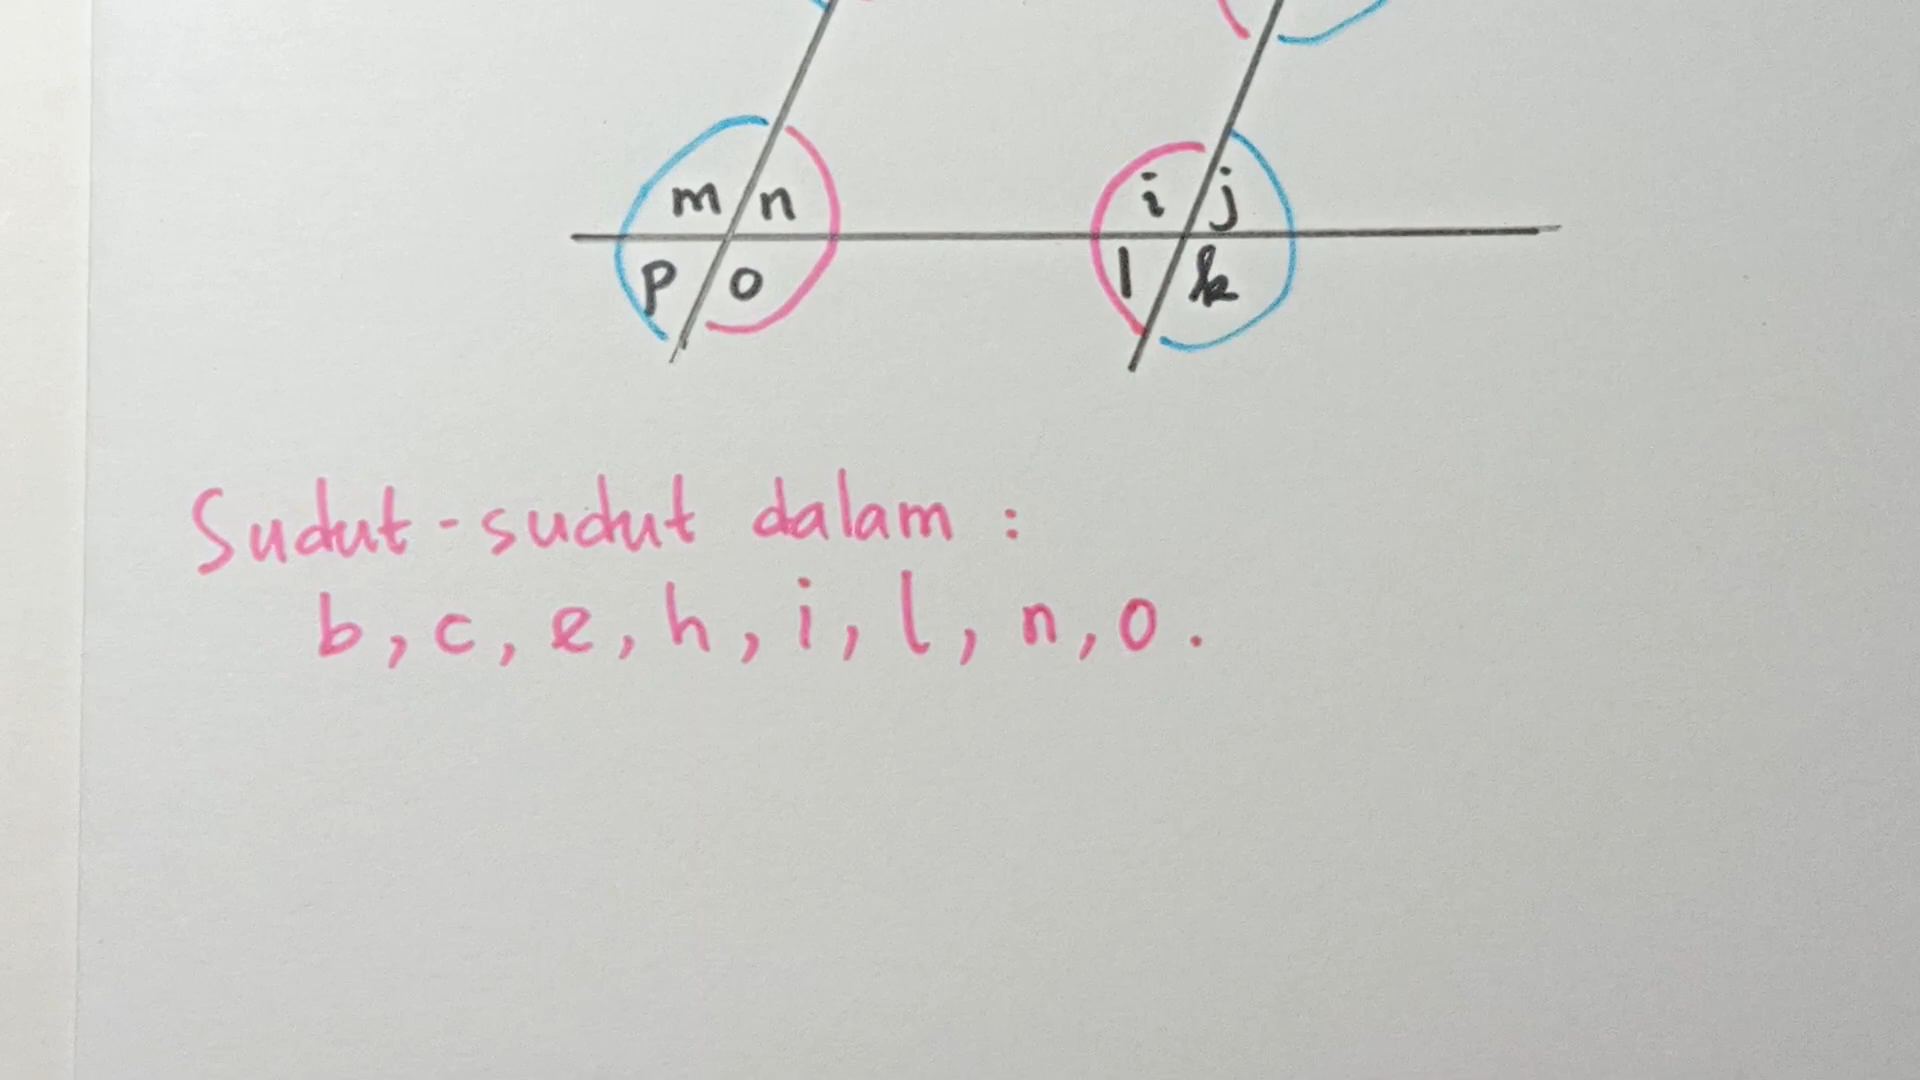 m n i j
p o l k
Sudut-sudut dalam :
b, c, e, h, i, l, n, o.